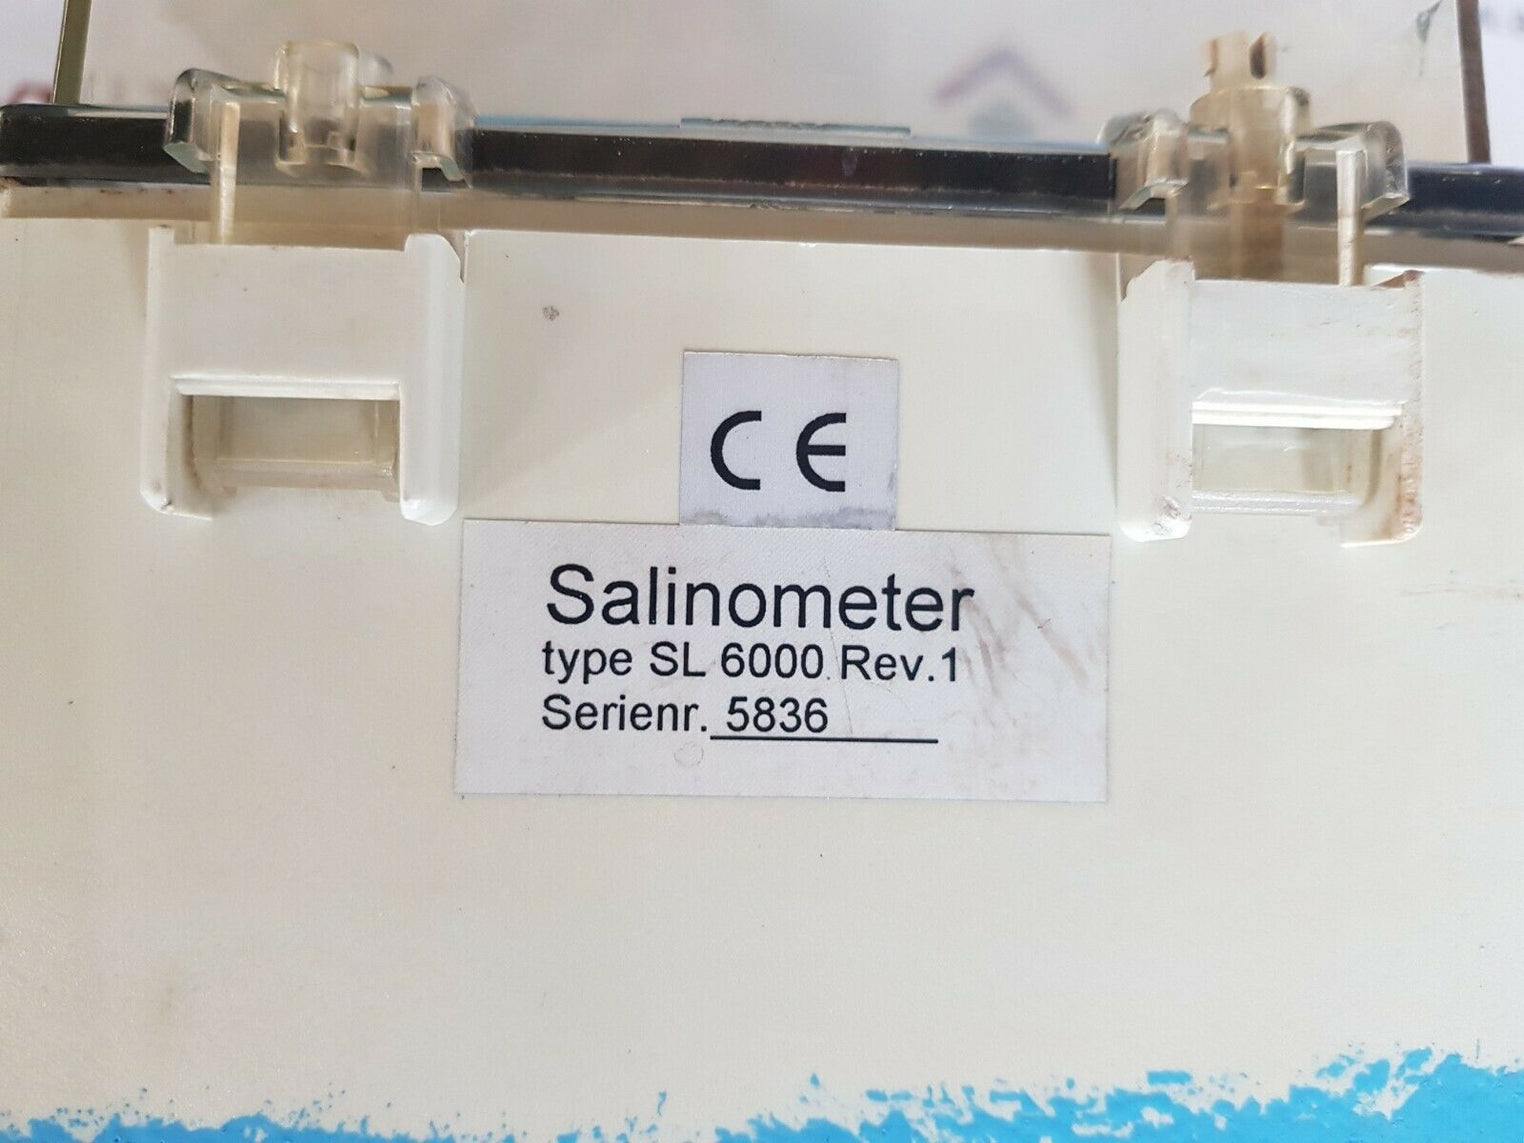 CE
Salinometer
type SL 6000 Rev.1
Serienr. 5836